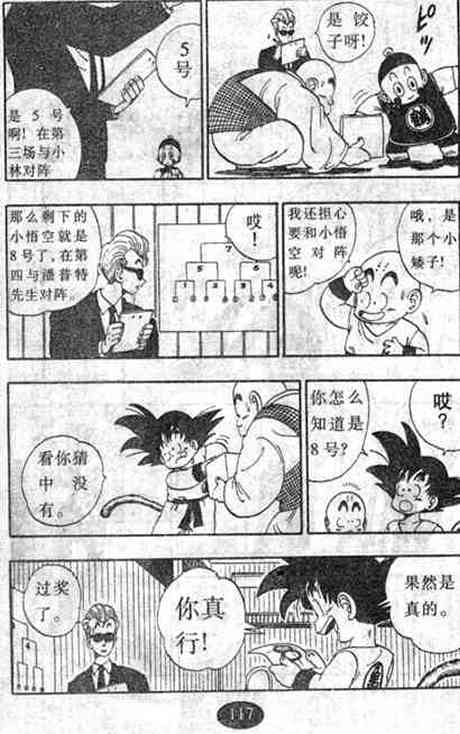 是饺
子呀!
5
号
是5号
啊!在第
三场与小
林对阵
哦,是
那个小
矮子!
我还担心
要和小悟
空对阵
呢!
哎!
那么剩下的
小悟空就是
8号了,在第
四与潘普特
先生对阵。
哎
?
你怎么
知道是
8号?
看你猜
中没
有。
果然是
真的。
你真
行!
过奖
了。
117